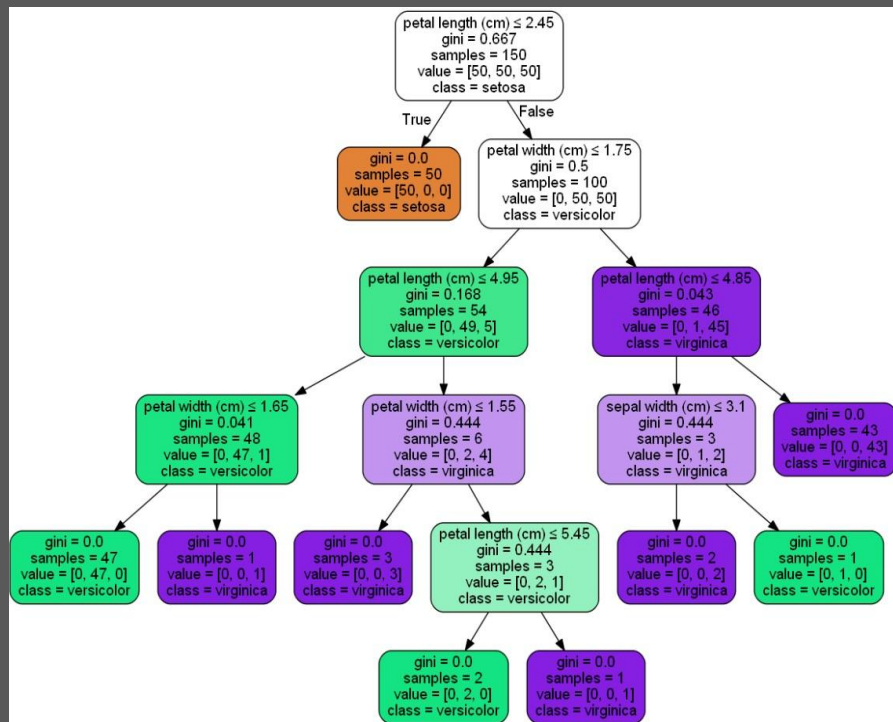 petal length (cm) ≤ 2.45
gini = 0.667
samples = 150
value = [50, 50, 50]
class = setosa
True
False
gini = 0.0
samples = 50
value = [50, 0, 0]
class = setosa
petal width (cm) ≤ 1.75
gini = 0.5
samples = 100
value = [0, 50, 50]
class = versicolor
petal length (cm) ≤ 4.95
gini = 0.168
samples = 54
value = [0, 49, 5]
class = versicolor
petal length (cm) ≤ 4.85
gini = 0.043
samples = 46
value = [0, 1, 45]
class = virginica
petal width (cm) ≤ 1.65
gini = 0.041
samples = 48
value = [0, 47, 1]
class = versicolor
petal width (cm) ≤ 1.55
gini = 0.444
samples = 6
value = [0, 2, 4]
class = virginica
sepal width (cm) ≤ 3.1
gini = 0.444
samples = 3
value = [0, 1, 2]
class = virginica
gini = 0.0
samples = 43
value = [0, 0, 43]
class = virginica
gini = 0.0
samples = 47
value = [0, 47, 0]
class = versicolor
gini = 0.0
samples = 1
value = [0, 0, 1]
class = virginica
gini = 0.0
samples = 3
value = [0, 0, 3]
class = virginica
petal length (cm) ≤ 5.45
gini = 0.444
samples = 3
value = [0, 2, 1]
class = versicolor
gini = 0.0
samples = 2
value = [0, 0, 2]
class = virginica
gini = 0.0
samples = 1
value = [0, 1, 0]
class = versicolor
gini = 0.0
samples = 2
value = [0, 2, 0]
class = versicolor
gini = 0.0
samples = 1
value = [0, 0, 1]
class = virginica